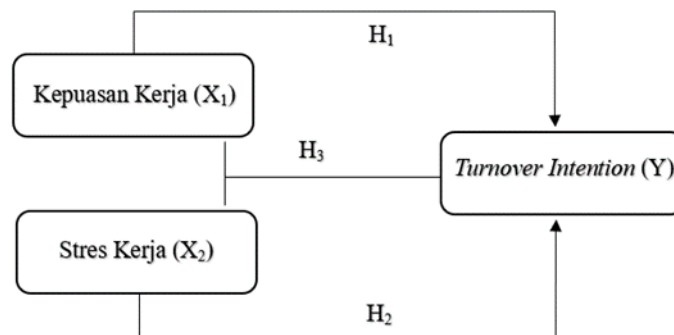 H₁
Kepuasan Kerja (X₁)
H₃
Turnover Intention (Y)
Stres Kerja (X₂)
H₂